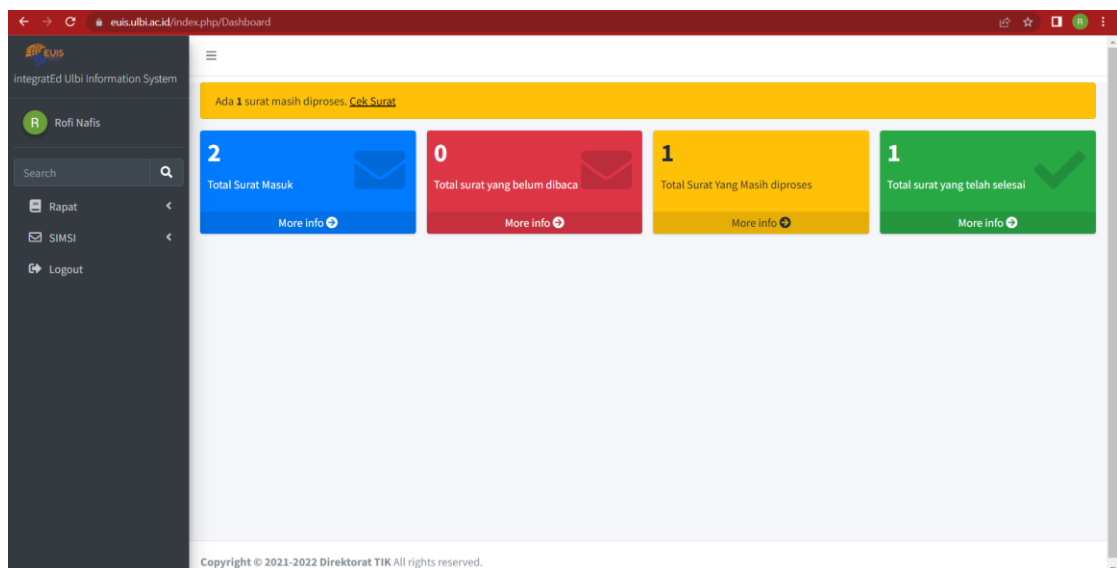 euis.ulbi.ac.id/index.php/Dashboard
R
EUIS
integratEd Ulbi Information System
R Rofi Nafis
Search
Rapat
SIMSI
Logout
Ada 1 surat masih diproses. Cek Surat
2
Total Surat Masuk
More info
0
Total surat yang belum dibaca
More info
1
Total Surat Yang Masih diproses
More info
1
Total surat yang telah selesai
More info
Copyright © 2021-2022 Direktorat TIK All rights reserved.